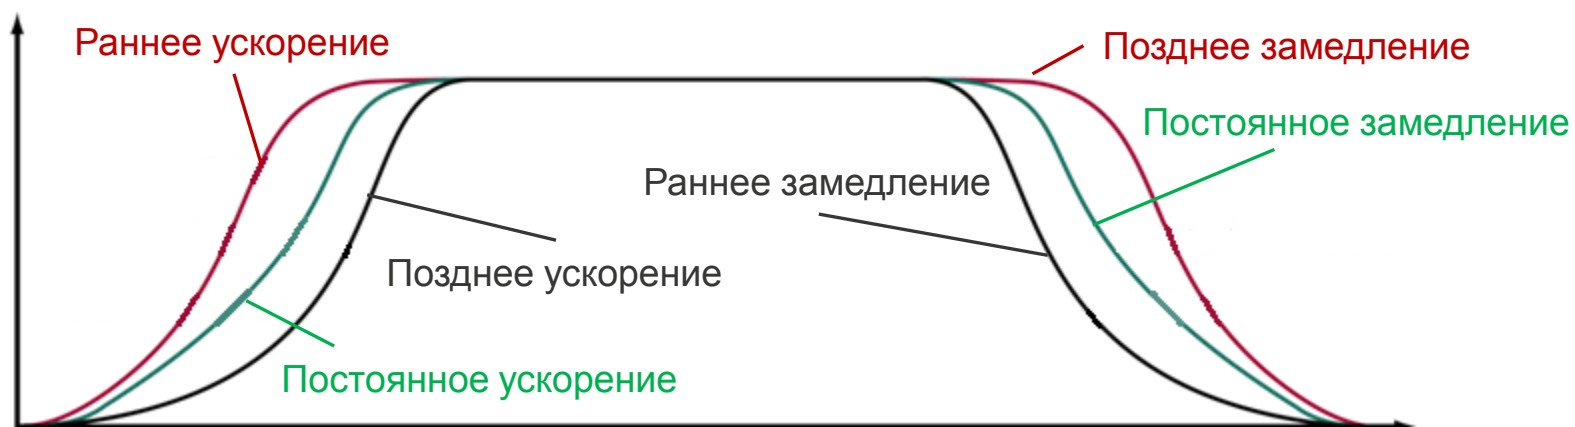 Раннее ускорение
Позднее замедление
Постоянное замедление
Раннее замедление
Позднее ускорение
Постоянное ускорение